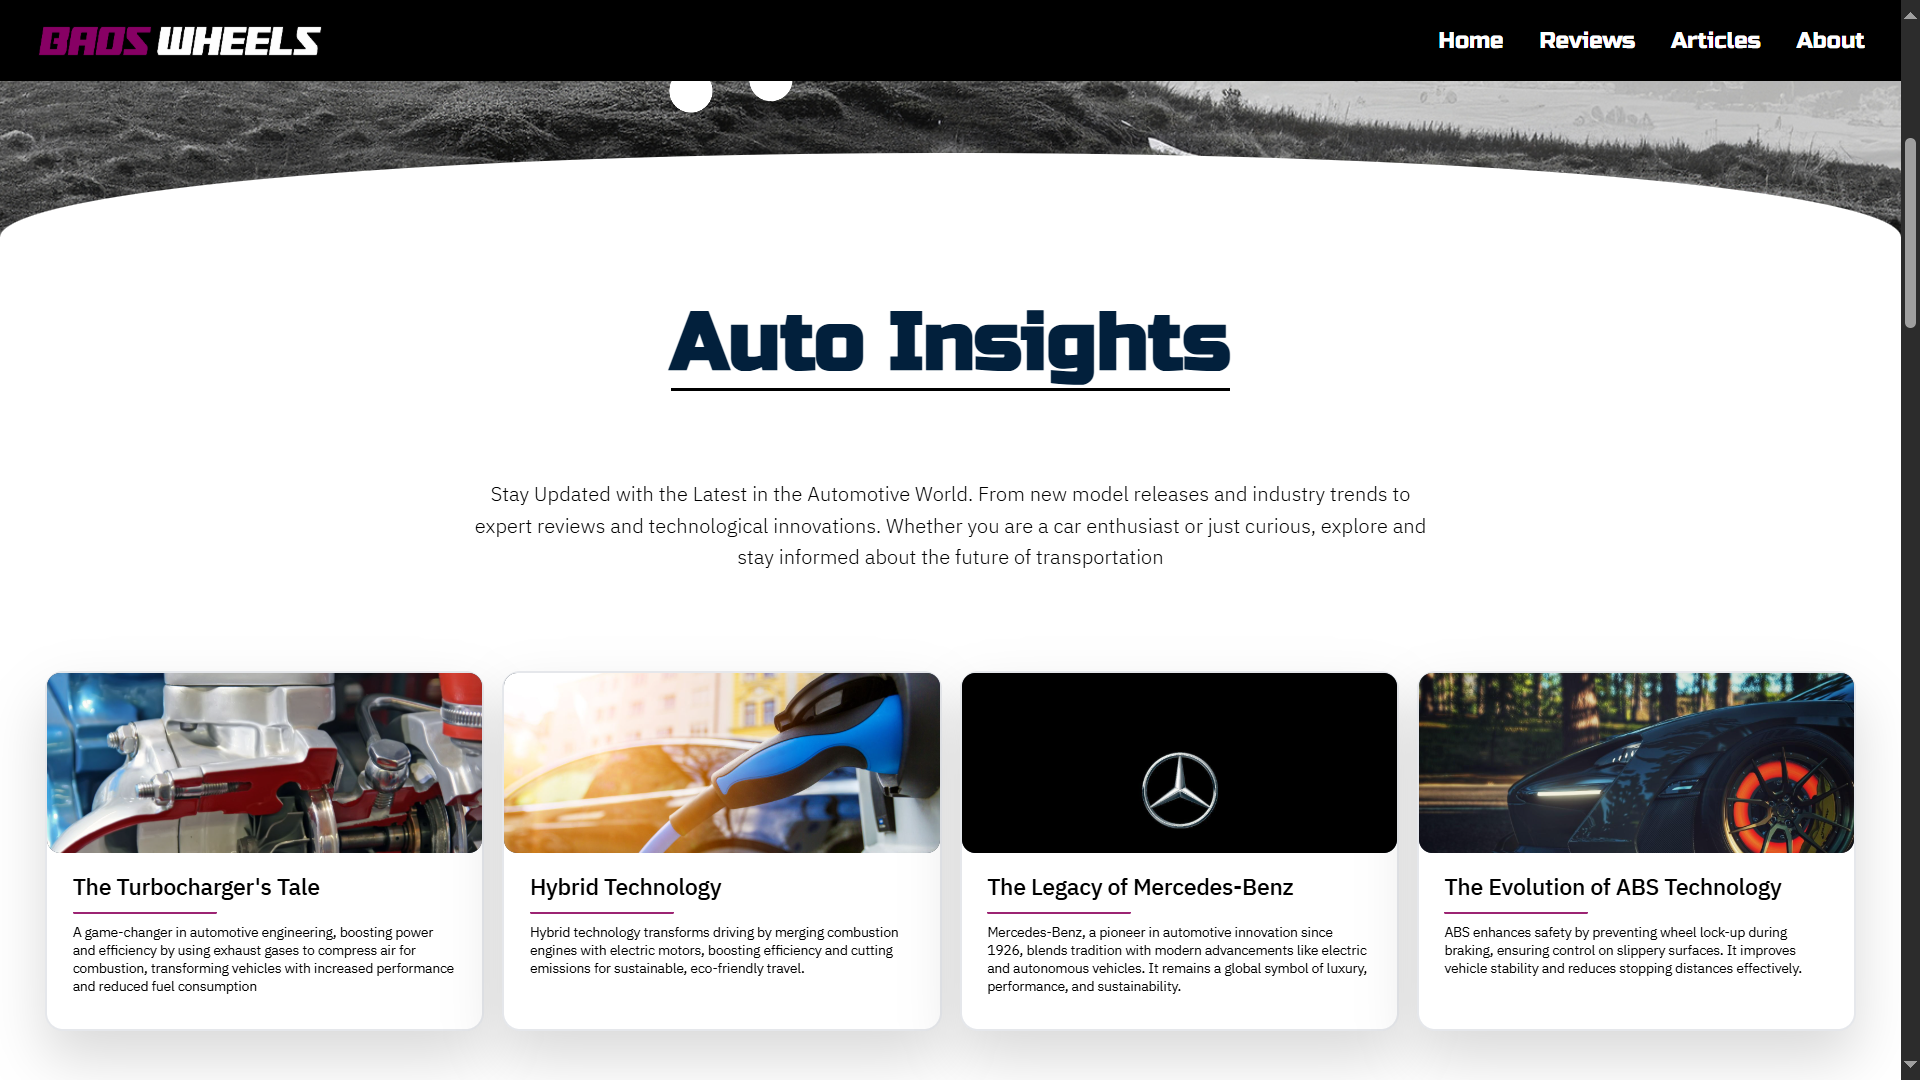 BAOS WHEELS
Home
Reviews
Articles
About
Auto Insights
Stay Updated with the Latest in the Automotive World. From new model releases and industry trends to
expert reviews and technological innovations. Whether you are a car enthusiast or just curious, explore and
stay informed about the future of transportation
The Turbocharger's Tale
A game-changer in automotive engineering, boosting power
and efficiency by using exhaust gases to compress air for
combustion, transforming vehicles with increased performance
and reduced fuel consumption
Hybrid Technology
Hybrid technology transforms driving by merging combustion
engines with electric motors, boosting efficiency and cutting
emissions for sustainable, eco-friendly travel.
The Legacy of Mercedes-Benz
Mercedes-Benz, a pioneer in automotive innovation since
1926, blends tradition with modern advancements like electric
and autonomous vehicles. It remains a global symbol of luxury,
performance, and sustainability.
The Evolution of ABS Technology
ABS enhances safety by preventing wheel lock-up during
braking, ensuring control on slippery surfaces. It improves
vehicle stability and reduces stopping distances effectively.